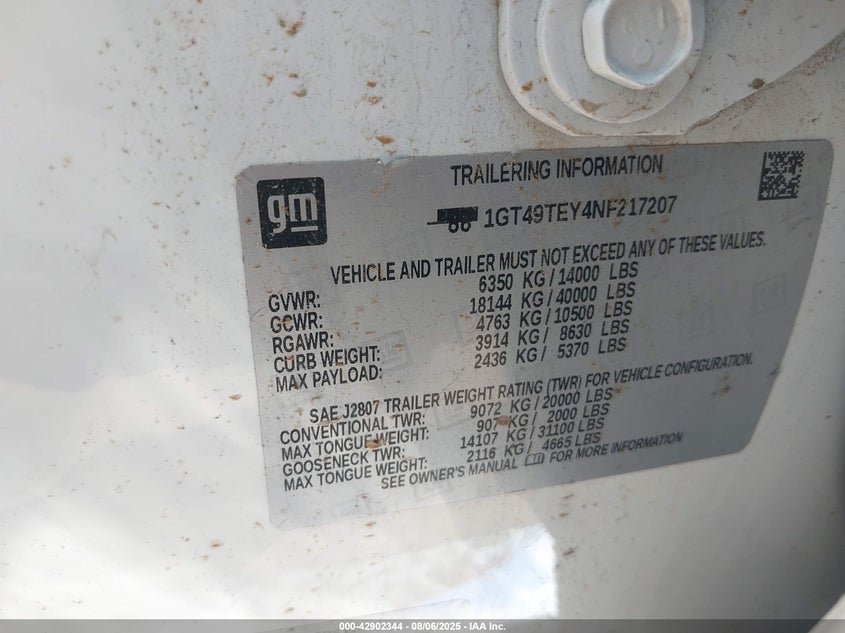 TRAILERING INFORMATION
gm
1GT49TEY4NF217207
VEHICLE AND TRAILER MUST NOT EXCEED ANY OF THESE VALUES.
GVWR: 6350 KG / 14000 LBS
GCWR: 18144 KG / 40000 LBS
RGAWR: 4763 KG / 10500 LBS
CURB WEIGHT: 3914 KG / 8630 LBS
MAX PAYLOAD: 2436 KG / 5370 LBS
SAE J2807 TRAILER WEIGHT RATING (TWR) FOR VEHICLE CONFIGURATION.
CONVENTIONAL TWR: 9072 KG / 20000 LBS
MAX TONGUE WEIGHT: 907 KG / 2000 LBS
GOOSENECK TWR: 14107 KG / 31100 LBS
MAX TONGUE WEIGHT: 2116 KG / 4665 LBS
SEE OWNER'S MANUAL FOR MORE INFORMATION
000-42902344 - 08/06/2025 - IAA Inc.